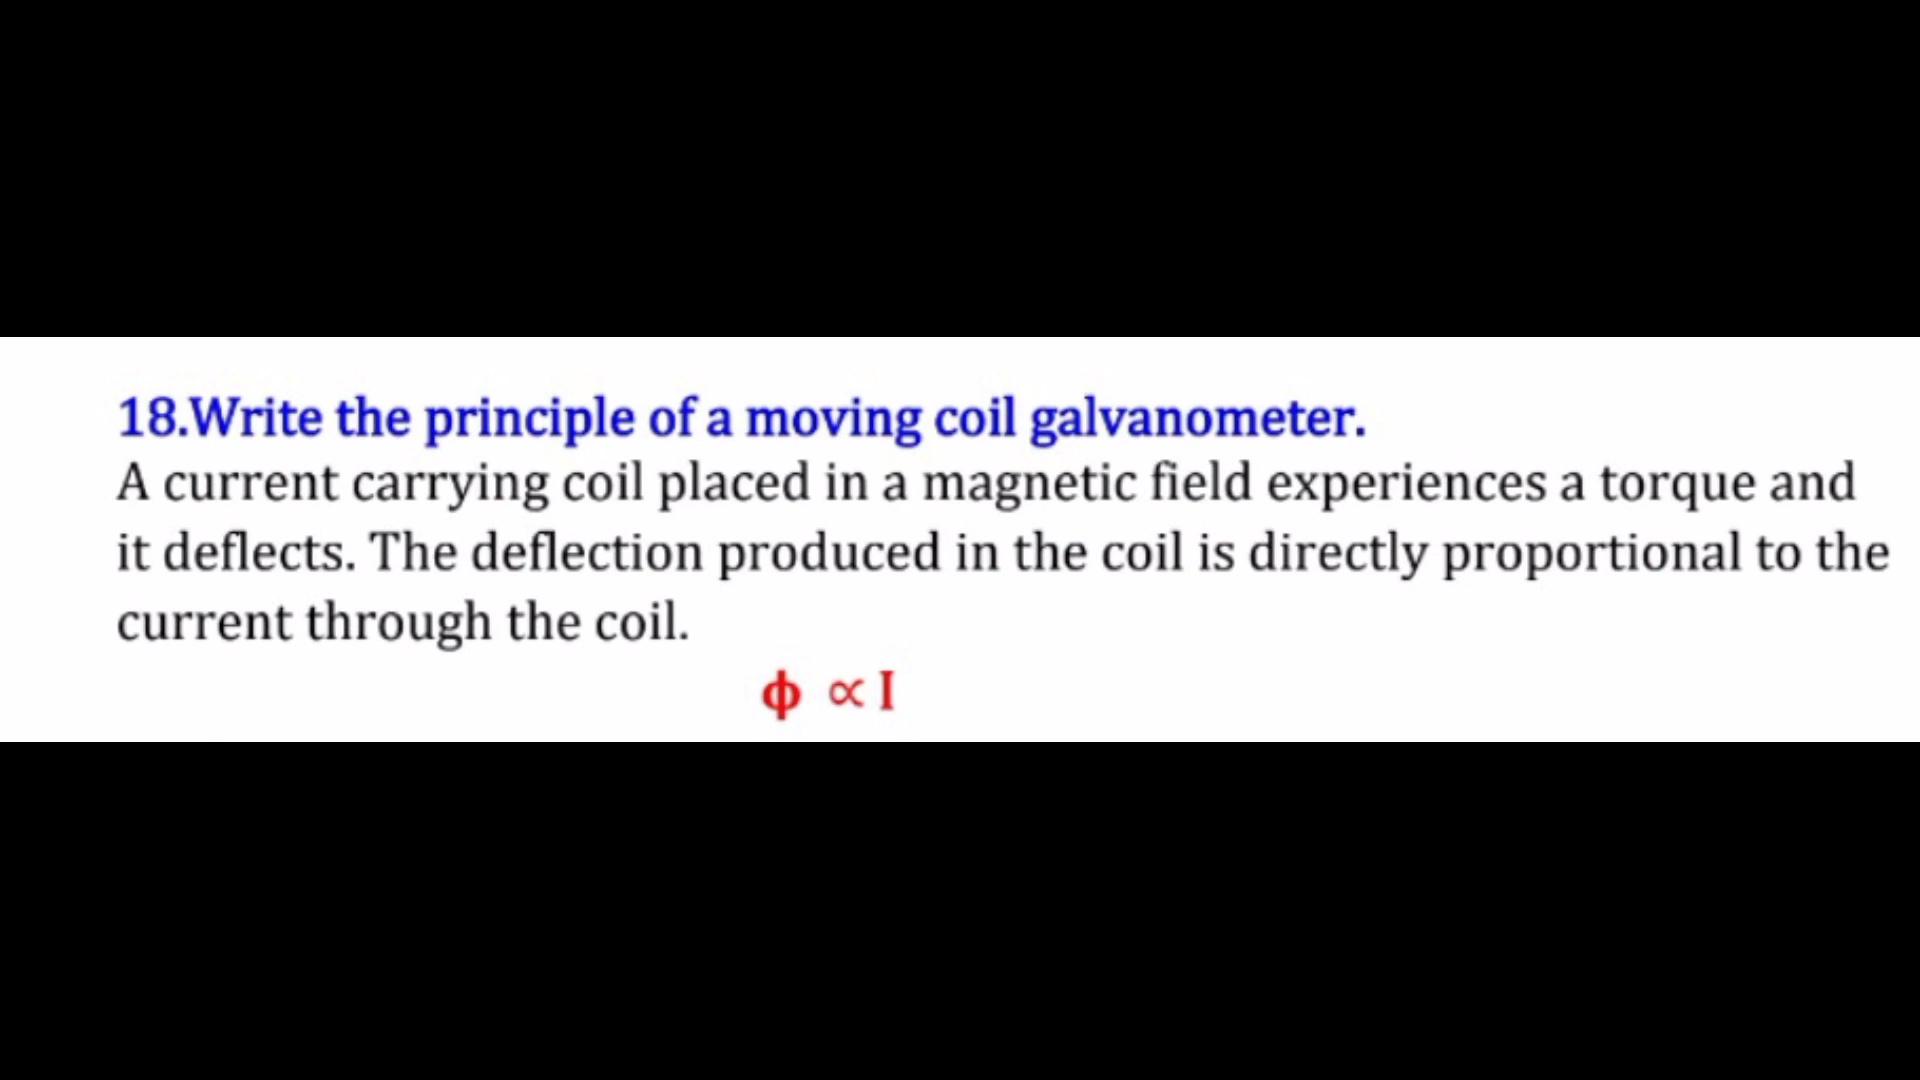 18.Write the principle of a moving coil galvanometer.
A current carrying coil placed in a magnetic field experiences a torque and
it deflects. The deflection produced in the coil is directly proportional to the
current through the coil.
ϕ ∝ I